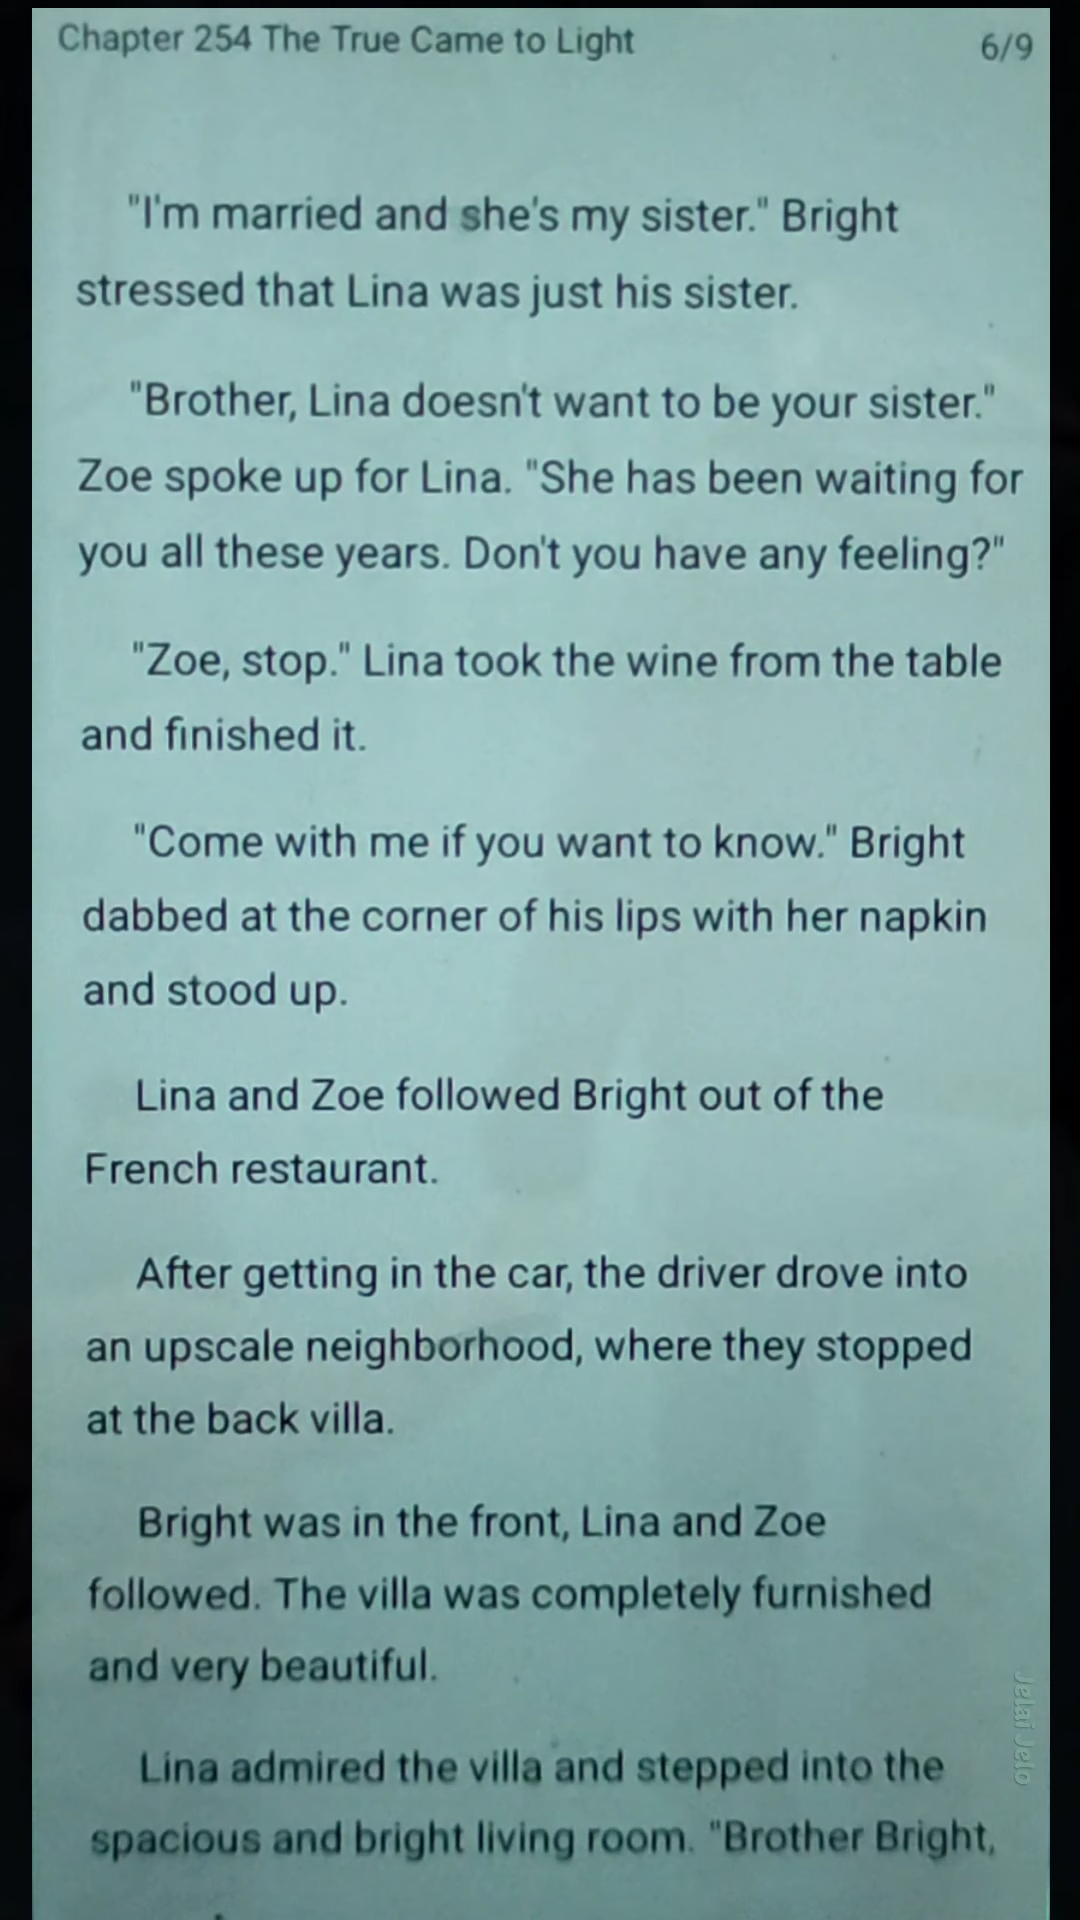 Chapter 254 The True Came to Light
6/9
"I'm married and she's my sister." Bright
stressed that Lina was just his sister.
"Brother, Lina doesn't want to be your sister."
Zoe spoke up for Lina. "She has been waiting for
you all these years. Don't you have any feeling?"
"Zoe, stop." Lina took the wine from the table
and finished it.
"Come with me if you want to know." Bright
dabbed at the corner of his lips with her napkin
and stood up.
Lina and Zoe followed Bright out of the
French restaurant.
After getting in the car, the driver drove into
an upscale neighborhood, where they stopped
at the back villa.
Bright was in the front, Lina and Zoe
followed. The villa was completely furnished
and very beautiful.
Lina admired the villa and stepped into the
spacious and bright living room. "Brother Bright,
Jelai Jelo